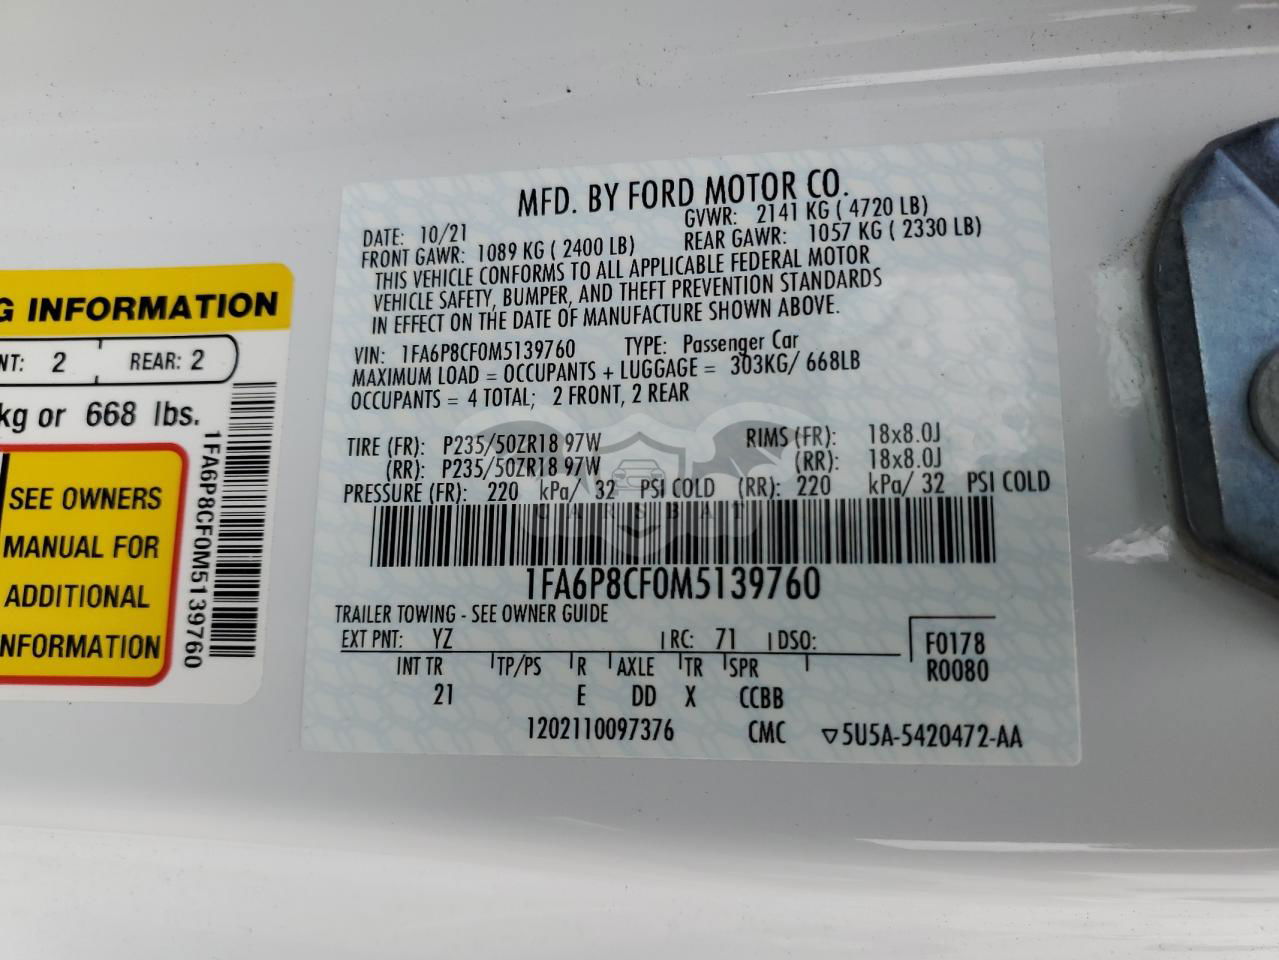 G INFORMATION
NT: 2 REAR: 2
kg or 668 lbs.
SEE OWNERS
MANUAL FOR
ADDITIONAL
NFORMATION
1FA6P8CF0M5139760
MFD. BY FORD MOTOR CO.
DATE: 10/21 GVWR: 2141 KG ( 4720 LB)
FRONT GAWR: 1089 KG ( 2400 LB) REAR GAWR: 1057 KG ( 2330 LB)
THIS VEHICLE CONFORMS TO ALL APPLICABLE FEDERAL MOTOR
VEHICLE SAFETY, BUMPER, AND THEFT PREVENTION STANDARDS
IN EFFECT ON THE DATE OF MANUFACTURE SHOWN ABOVE.
VIN: 1FA6P8CF0M5139760 TYPE: Passenger Car
MAXIMUM LOAD = OCCUPANTS + LUGGAGE = 303KG/ 668LB
OCCUPANTS = 4 TOTAL; 2 FRONT, 2 REAR
TIRE (FR): P235/50ZR18 97W RIMS (FR): 18x8.0J
(RR): P235/50ZR18 97W (RR): 18x8.0J
PRESSURE (FR): 220 kPa/ 32 PSI COLD (RR): 220 kPa/ 32 PSI COLD
CARSBAT
1FA6P8CF0M5139760
TRAILER TOWING - SEE OWNER GUIDE
EXT PNT: YZ RC: 71 DSO: F0178
R0080
INT TR TP/PS R AXLE TR SPR
21 E DD X CCBB
1202110097376 CMC ▽5U5A-5420472-AA